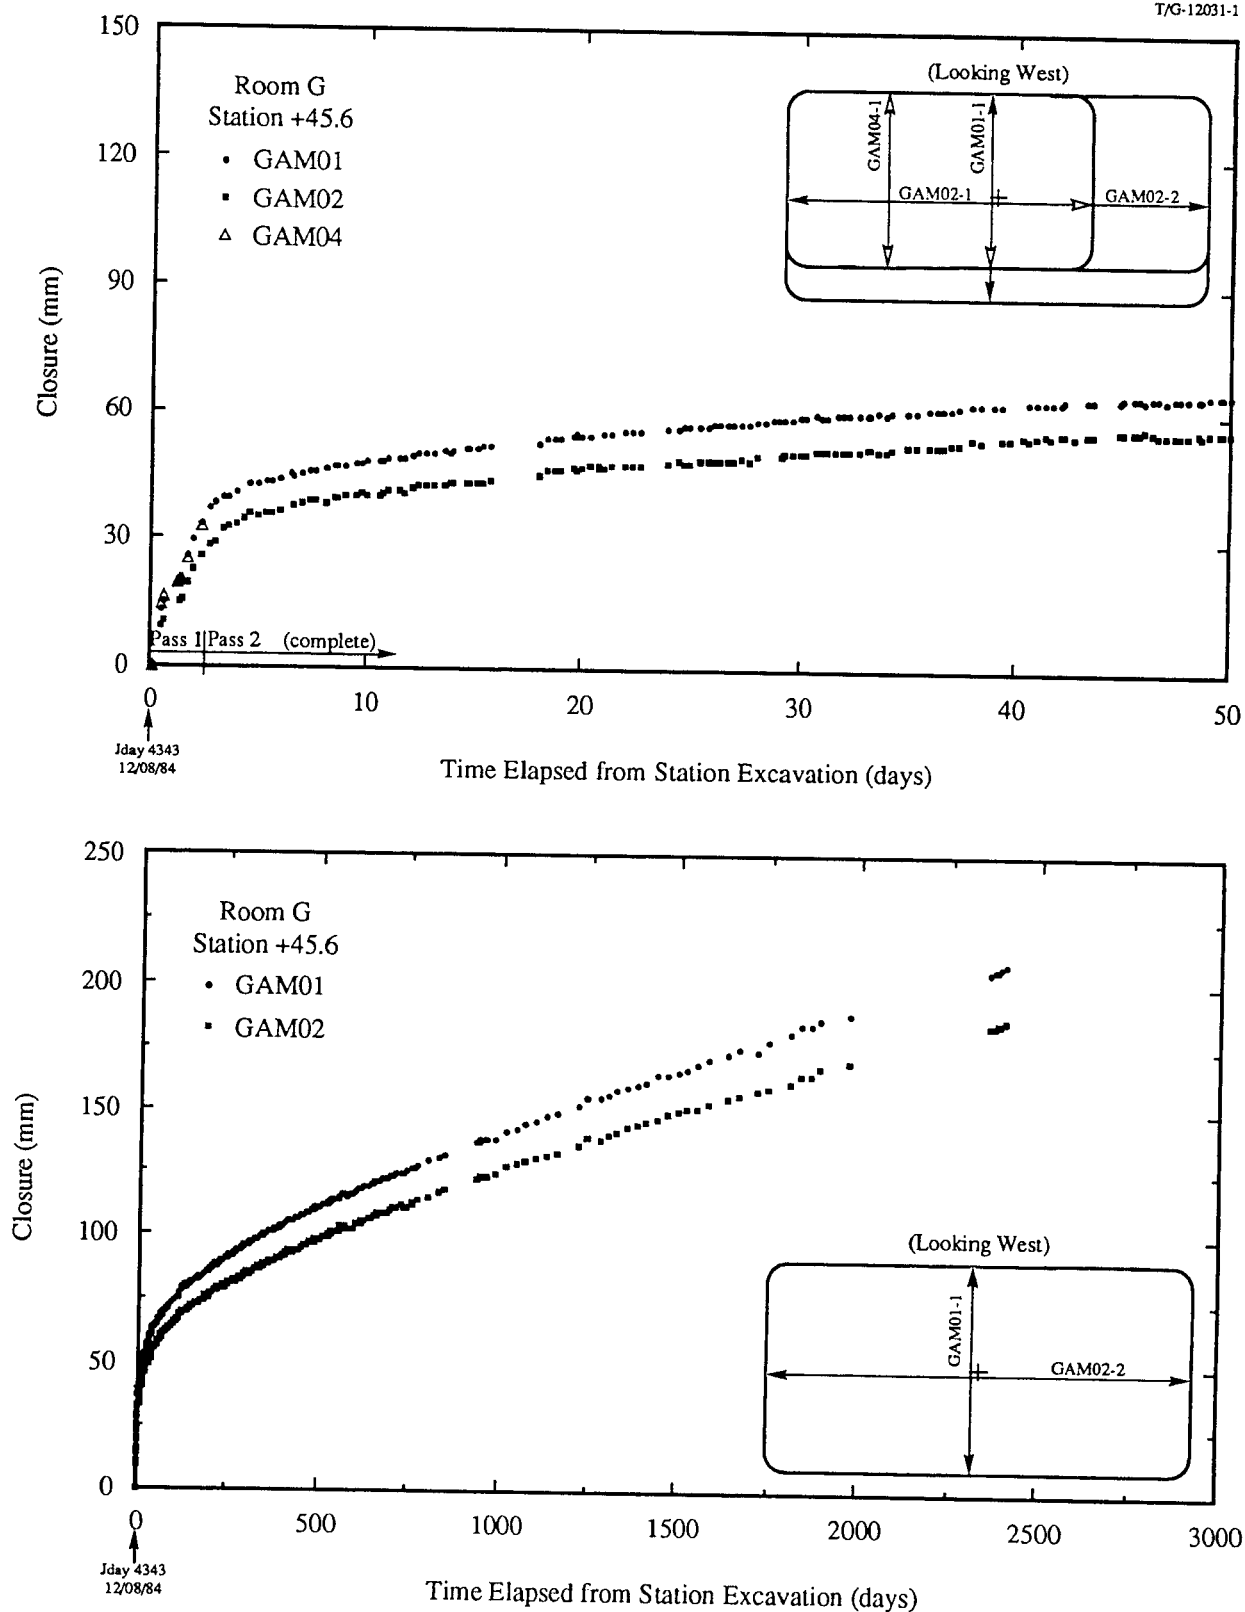 T/G-12031-1
150
120
90
60
30
0
Closure (mm)
Room G
Station +45.6
GAM01
GAM02
GAM04
(Looking West)
GAM04-1
GAM01-1
GAM02-1
GAM02-2
Pass 1 Pass 2 (complete)
0 10 20 30 40 50
Jday 4343
12/08/84
Time Elapsed from Station Excavation (days)
250
200
150
100
50
0
Closure (mm)
Room G
Station +45.6
GAM01
GAM02
(Looking West)
GAM01-1
GAM02-2
0 500 1000 1500 2000 2500 3000
Jday 4343
12/08/84
Time Elapsed from Station Excavation (days)